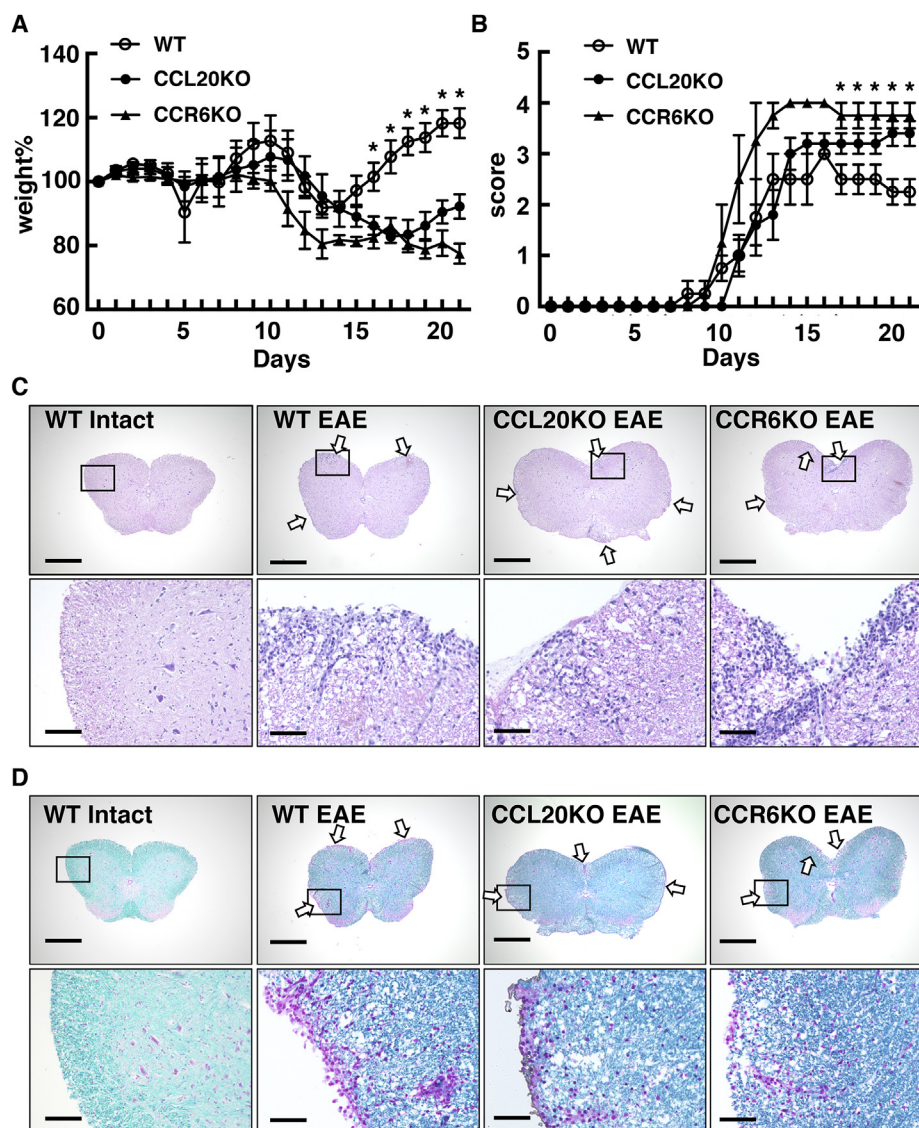 A
B
WT
CCL20KO
CCR6KO
weight%
140
120
100
80
60
* * * * * *
0 5 10 15 20
Days
WT
CCL20KO
CCR6KO
score
5
4
3
2
1
0
* * * * *
0 5 10 15 20
Days
C
WT Intact
WT EAE
CCL20KO EAE
CCR6KO EAE
D
WT Intact
WT EAE
CCL20KO EAE
CCR6KO EAE